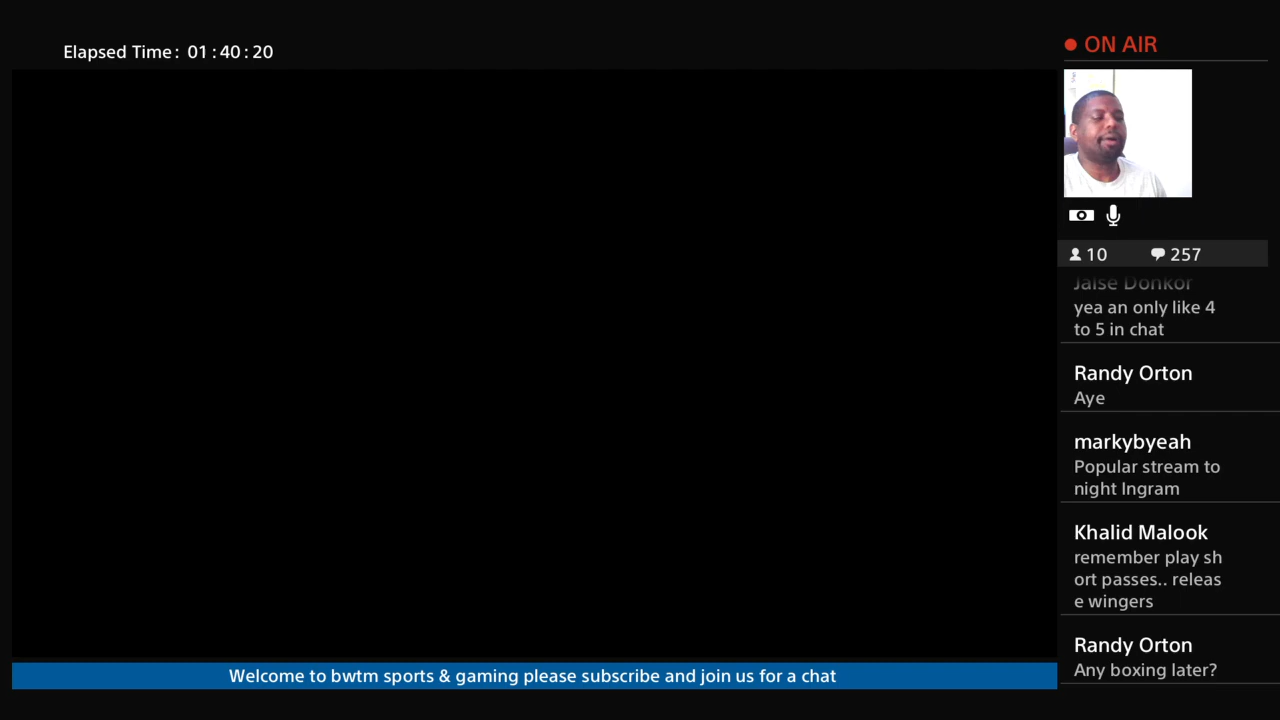 Elapsed Time: 01:40:20
ON AIR
10 257
Jaise Donkor
yea an only like 4
to 5 in chat
Randy Orton
Aye
markybyeah
Popular stream to
night Ingram
Khalid Malook
remember play sh
ort passes.. releas
e wingers
Randy Orton
Any boxing later?
Welcome to bwtm sports & gaming please subscribe and join us for a chat